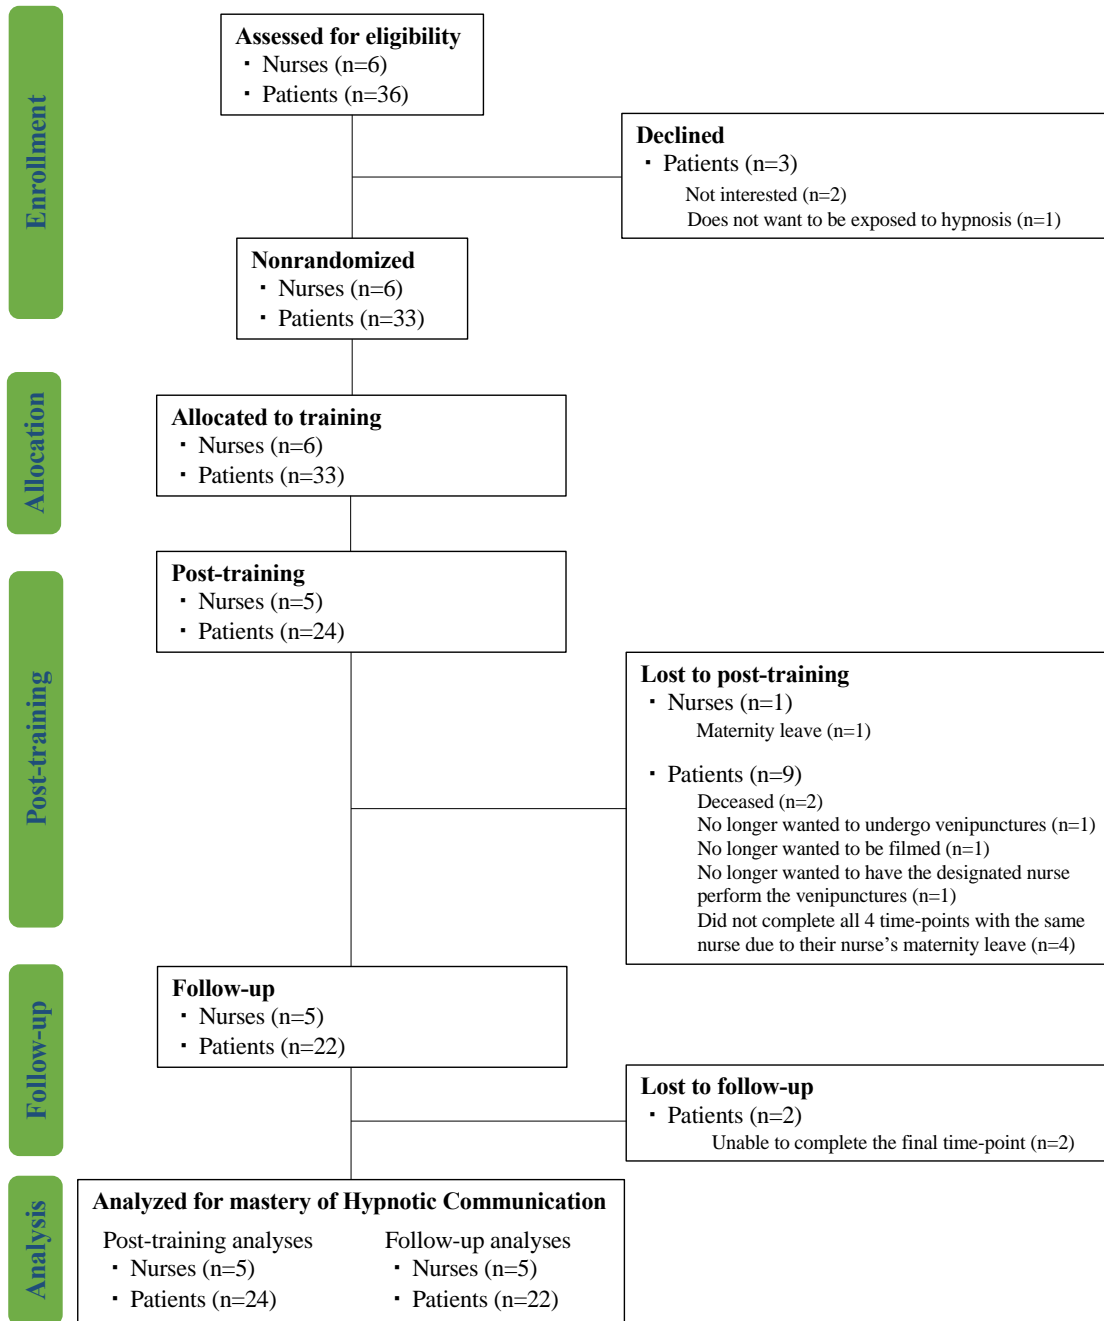 Enrollment
Assessed for eligibility
▪ Nurses (n=6)
▪ Patients (n=36)
Declined
▪ Patients (n=3)
Not interested (n=2)
Does not want to be exposed to hypnosis (n=1)
Nonrandomized
▪ Nurses (n=6)
▪ Patients (n=33)
Allocation
Allocated to training
▪ Nurses (n=6)
▪ Patients (n=33)
Post-training
Post-training
▪ Nurses (n=5)
▪ Patients (n=24)
Lost to post-training
▪ Nurses (n=1)
Maternity leave (n=1)
▪ Patients (n=9)
Deceased (n=2)
No longer wanted to undergo venipunctures (n=1)
No longer wanted to be filmed (n=1)
No longer wanted to have the designated nurse
perform the venipunctures (n=1)
Did not complete all 4 time-points with the same
nurse due to their nurse’s maternity leave (n=4)
Follow-up
Follow-up
▪ Nurses (n=5)
▪ Patients (n=22)
Lost to follow-up
▪ Patients (n=2)
Unable to complete the final time-point (n=2)
Analysis
Analyzed for mastery of Hypnotic Communication
Post-training analyses
▪ Nurses (n=5)
▪ Patients (n=24)
Follow-up analyses
▪ Nurses (n=5)
▪ Patients (n=22)